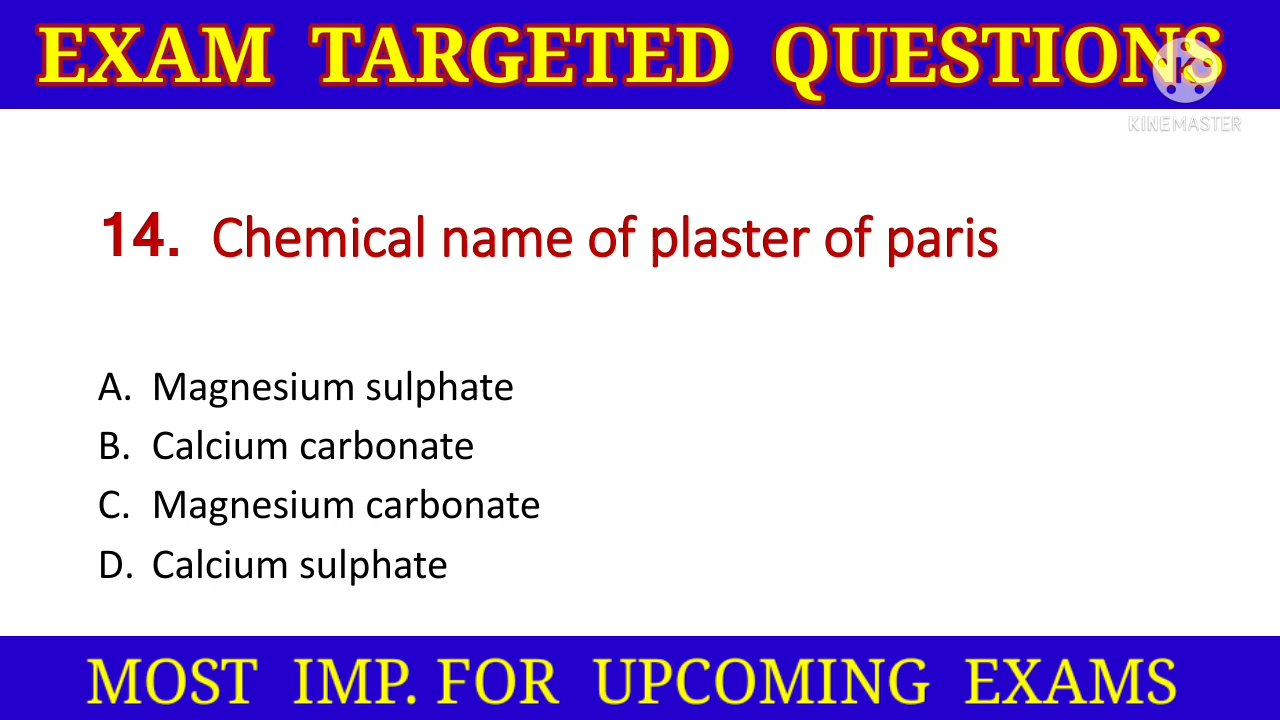 EXAM TARGETED QUESTIONS
K
KINEMASTER
14. Chemical name of plaster of paris
A. Magnesium sulphate
B. Calcium carbonate
C. Magnesium carbonate
D. Calcium sulphate
MOST IMP. FOR UPCOMING EXAMS